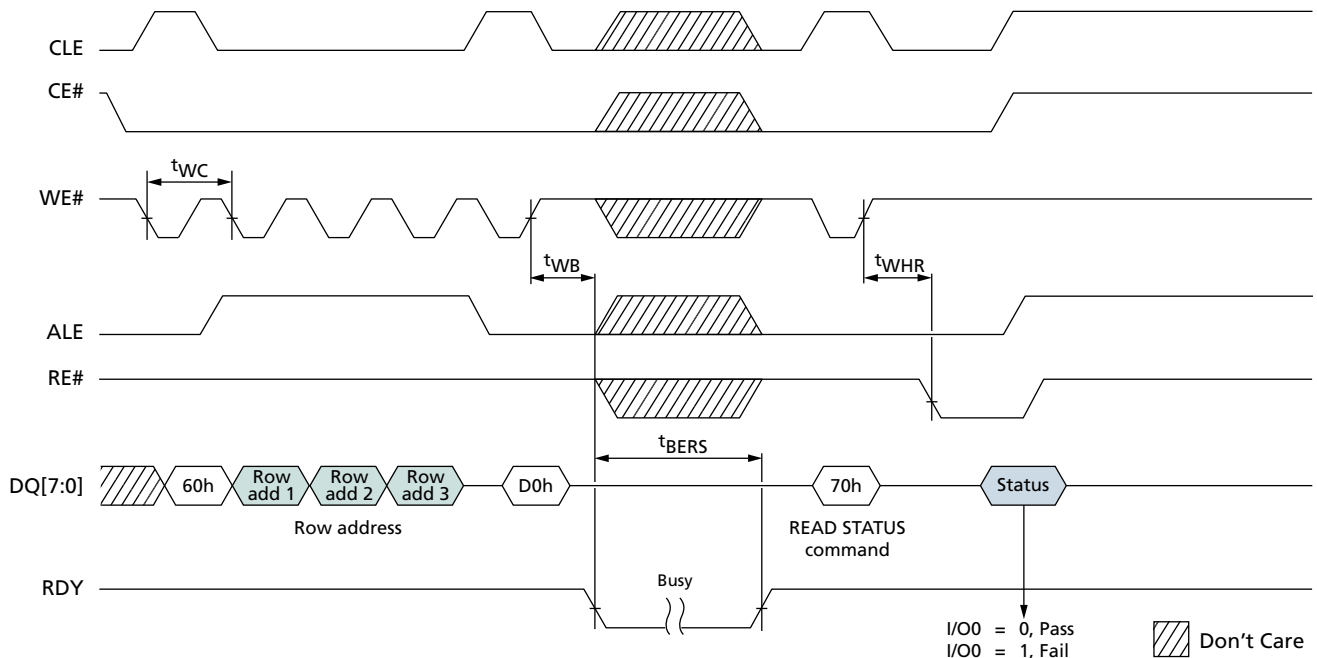 CLE
CE#
tWC
WE#
tWB
tWHR
ALE
RE#
tBERS
DQ[7:0]
60h
Row add 1
Row add 2
Row add 3
D0h
70h
Status
Row address
READ STATUS
command
RDY
Busy
I/O0 = 0, Pass
I/O0 = 1, Fail
Don't Care